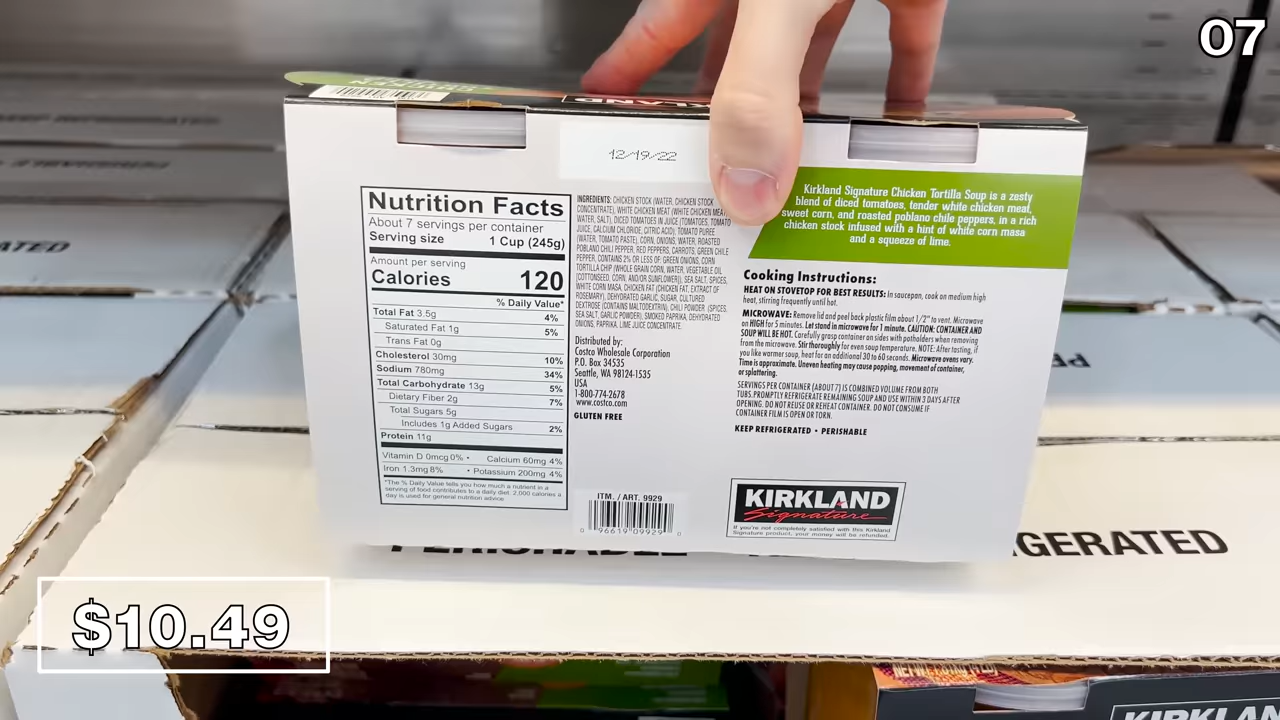 07
KIRKLAND
12/19/22
Nutrition Facts
About 7 servings per container
Serving size 1 Cup (245g)
Amount per serving
Calories 120
% Daily Value*
Total Fat 3.5g 4%
Saturated Fat 1g 5%
Trans Fat 0g
Cholesterol 30mg 10%
Sodium 780mg 34%
Total Carbohydrate 13g 5%
Dietary Fiber 2g 7%
Total Sugars 5g
Includes 1g Added Sugars 2%
Protein 11g
Vitamin D 0mcg 0% • Calcium 60mg 4%
Iron 1.3mg 8% • Potassium 200mg 4%
*The % Daily Value tells you how much a nutrient in a
serving of food contributes to a daily diet. 2,000 calories a
day is used for general nutrition advice
INGREDIENTS: CHICKEN STOCK (WATER, CHICKEN STOCK
CONCENTRATE), WHITE CHICKEN MEAT (WHITE CHICKEN MEAT,
WATER, SALT), DICED TOMATOES IN JUICE (TOMATOES, TOMATO
JUICE, CALCIUM CHLORIDE, CITRIC ACID), TOMATO PUREE
(WATER, TOMATO PASTE), CORN, ONIONS, WATER, ROASTED
POBLANO CHILI PEPPER, RED PEPPERS, CARROTS, GREEN CHILE
PEPPER, CONTAINS 2% OR LESS OF: GREEN ONIONS, CORN
TORTILLA CHIP (WHOLE GRAIN CORN, WATER, VEGETABLE OIL
[COTTONSEED, CORN, AND/OR SUNFLOWER]), SEA SALT, SPICES,
WHITE CORN MASA, CHICKEN FAT (CHICKEN FAT, EXTRACT OF
ROSEMARY), DEHYDRATED GARLIC, SUGAR, CULTURED
DEXTROSE (CONTAINS MALTODEXTRIN), CHILI POWDER (SPICES,
SEA SALT, GARLIC POWDER), SMOKED PAPRIKA, DEHYDRATED
ONIONS, PAPRIKA, LIME JUICE CONCENTRATE.
Distributed by:
Costco Wholesale Corporation
P.O. Box 34535
Seattle, WA 98124-1535
USA
1-800-774-2678
www.costco.com
GLUTEN FREE
ITM. / ART. 9929
0 96619 09929 0
Kirkland Signature Chicken Tortilla Soup is a zesty
blend of diced tomatoes, tender white chicken meat,
sweet corn, and roasted poblano chile peppers, in a rich
chicken stock infused with a hint of white corn masa
and a squeeze of lime.
Cooking Instructions:
HEAT ON STOVETOP FOR BEST RESULTS: In saucepan, cook on medium high
heat, stirring frequently until hot.
MICROWAVE: Remove lid and peel back plastic film about 1/2" to vent. Microwave
on HIGH for 5 minutes. Let stand in microwave for 1 minute. CAUTION: CONTAINER AND
SOUP WILL BE HOT. Carefully grasp container on sides with potholders when removing
from the microwave. Stir thoroughly for even soup temperature. NOTE: After tasting, if
you like warmer soup, heat for an additional 30 to 60 seconds. Microwave ovens vary.
Time is approximate. Uneven heating may cause popping, movement of container,
or splattering.
SERVINGS PER CONTAINER (ABOUT 7) IS COMBINED VOLUME FROM BOTH
TUBS. PROMPTLY REFRIGERATE REMAINING SOUP AND USE WITHIN 3 DAYS AFTER
OPENING. DO NOT REUSE OR REHEAT CONTAINER. DO NOT CONSUME IF
CONTAINER FILM IS OPEN OR TORN.
KEEP REFRIGERATED • PERISHABLE
KIRKLAND
Signature
If you're not completely satisfied with this Kirkland
Signature product, your money will be refunded.
PERISHABLE
GERATED
$10.49
KIRKLAN